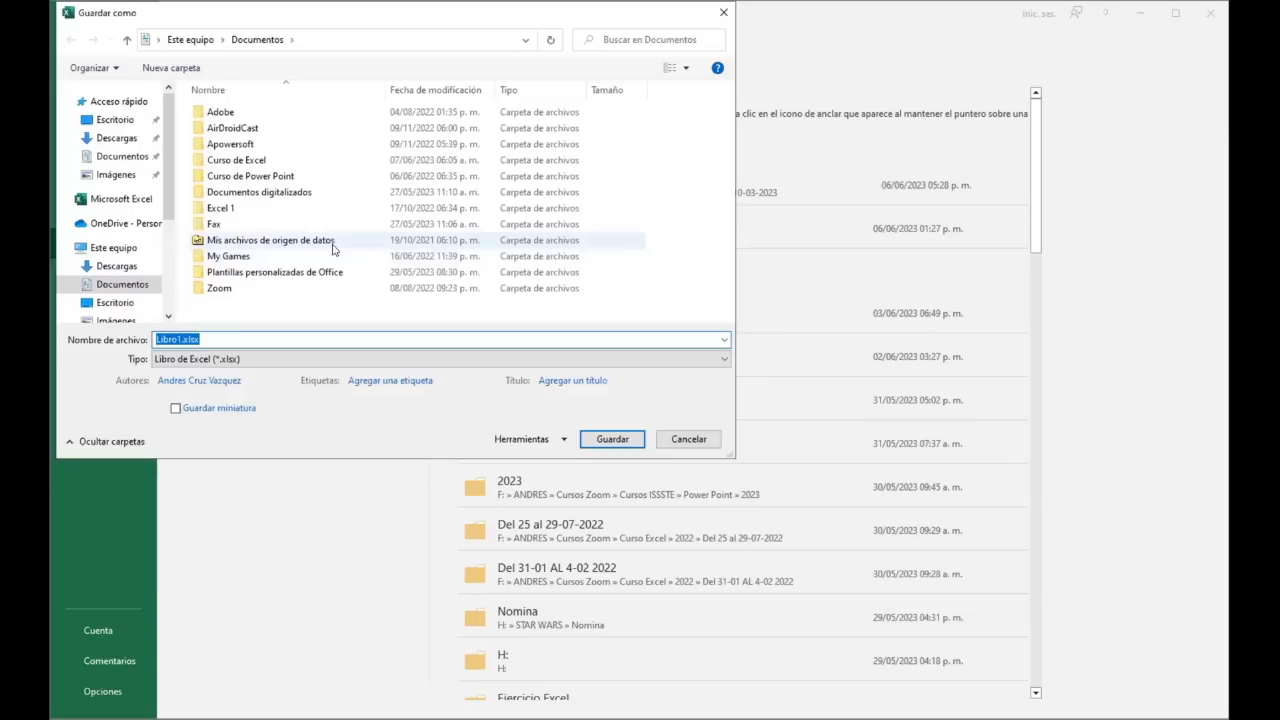 Guardar como
Inic. ses.
?
Este equipo > Documentos >
Buscar en Documentos
Organizar
Nueva carpeta
?
Nombre
Fecha de modificación
Tipo
Tamaño
Acceso rápido
Escritorio
Descargas
Documentos
Imágenes
Microsoft Excel
OneDrive - Person
Este equipo
Descargas
Documentos
Escritorio
Imágenes
Adobe 04/08/2022 01:35 p. m. Carpeta de archivos
AirDroidCast 09/11/2022 06:00 p. m. Carpeta de archivos
Apowersoft 09/11/2022 05:39 p. m. Carpeta de archivos
Curso de Excel 07/06/2023 06:05 a. m. Carpeta de archivos
Curso de Power Point 06/06/2022 06:35 p. m. Carpeta de archivos
Documentos digitalizados 27/05/2023 11:10 a. m. Carpeta de archivos
Excel 1 17/10/2022 06:34 p. m. Carpeta de archivos
Fax 27/05/2023 11:06 a. m. Carpeta de archivos
Mis archivos de origen de datos 19/10/2021 06:10 p. m. Carpeta de archivos
My Games 16/06/2022 11:39 p. m. Carpeta de archivos
Plantillas personalizadas de Office 29/05/2023 08:30 p. m. Carpeta de archivos
Zoom 08/08/2022 09:23 p. m. Carpeta de archivos
Nombre de archivo: Libro1.xlsx
Tipo: Libro de Excel (*.xlsx)
Autores: Andres Cruz Vazquez
Etiquetas: Agregar una etiqueta
Título: Agregar un título
Guardar miniatura
Ocultar carpetas
Herramientas
Guardar
Cancelar
a clic en el icono de anclar que aparece al mantener el puntero sobre una
06/06/2023 05:28 p. m.
0-03-2023
06/06/2023 01:27 p. m.
03/06/2023 06:49 p. m.
02/06/2023 03:27 p. m.
31/05/2023 05:02 p. m.
31/05/2023 07:37 a. m.
2023
F: » ANDRES » Cursos Zoom » Cursos ISSSTE » Power Point » 2023
30/05/2023 09:45 a. m.
Del 25 al 29-07-2022
F: » ANDRES » Cursos Zoom » Curso Excel » 2022 » Del 25 al 29-07-2022
30/05/2023 09:29 a. m.
Del 31-01 AL 4-02 2022
F: » ANDRES » Cursos Zoom » Curso Excel » 2022 » Del 31-01 AL 4-02 2022
30/05/2023 09:28 a. m.
Nomina
H: » STAR WARS » Nomina
29/05/2023 04:31 p. m.
H:
H:
29/05/2023 04:18 p. m.
Ejercicio Excel
Cuenta
Comentarios
Opciones